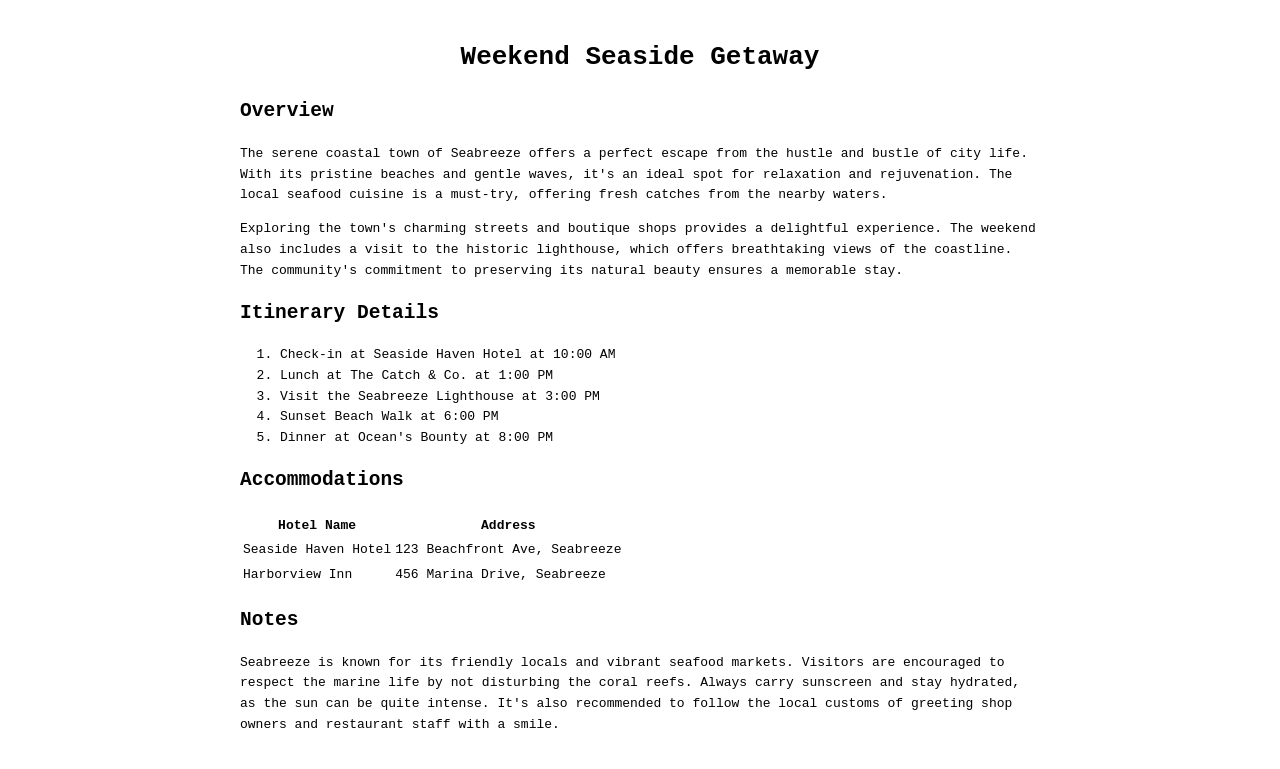 Weekend Seaside Getaway
Overview
The serene coastal town of Seabreeze offers a perfect escape from the hustle and bustle of city life.
With its pristine beaches and gentle waves, it's an ideal spot for relaxation and rejuvenation. The
local seafood cuisine is a must-try, offering fresh catches from the nearby waters.
Exploring the town's charming streets and boutique shops provides a delightful experience. The weekend
also includes a visit to the historic lighthouse, which offers breathtaking views of the coastline.
The community's commitment to preserving its natural beauty ensures a memorable stay.
Itinerary Details
1. Check-in at Seaside Haven Hotel at 10:00 AM
2. Lunch at The Catch & Co. at 1:00 PM
3. Visit the Seabreeze Lighthouse at 3:00 PM
4. Sunset Beach Walk at 6:00 PM
5. Dinner at Ocean's Bounty at 8:00 PM
Accommodations
Hotel Name Address
Seaside Haven Hotel 123 Beachfront Ave, Seabreeze
Harborview Inn 456 Marina Drive, Seabreeze
Notes
Seabreeze is known for its friendly locals and vibrant seafood markets. Visitors are encouraged to
respect the marine life by not disturbing the coral reefs. Always carry sunscreen and stay hydrated,
as the sun can be quite intense. It's also recommended to follow the local customs of greeting shop
owners and restaurant staff with a smile.